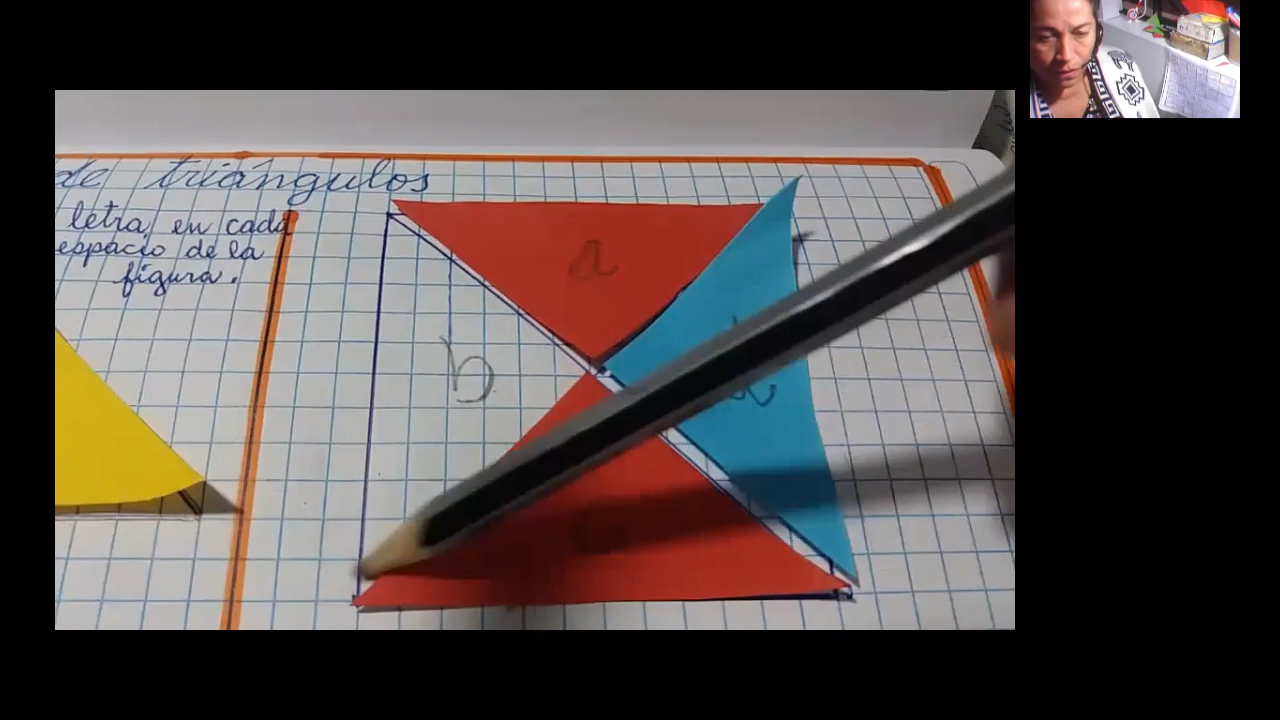 de triángulos
letra en cada
espacio de la
figura.
a
b
d